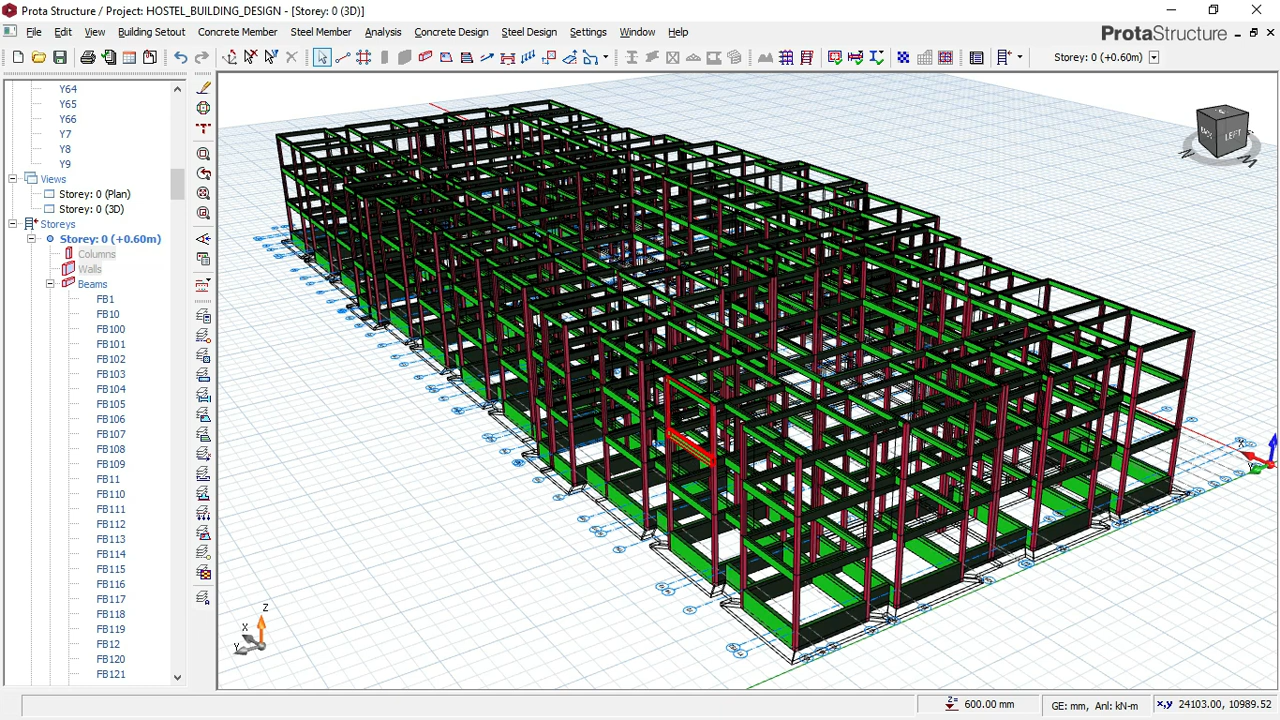 Prota Structure / Project: HOSTEL_BUILDING_DESIGN - [Storey: 0 (3D)]
File Edit View Building Setout Concrete Member Steel Member Analysis Concrete Design Steel Design Settings Window Help
ProtaStructure
Storey: 0 (+0.60m)
Y64
Y65
Y66
Y7
Y8
Y9
Views
Storey: 0 (Plan)
Storey: 0 (3D)
Storeys
Storey: 0 (+0.60m)
Columns
Walls
Beams
FB1
FB10
FB100
FB101
FB102
FB103
FB104
FB105
FB106
FB107
FB108
FB109
FB11
FB110
FB111
FB112
FB113
FB114
FB115
FB116
FB117
FB118
FB119
FB12
FB120
FB121
LEFT
Z
X
Y
X
Z= 600.00 mm
GE: mm, Anl: kN-m
x,y 24103.00, 10989.52